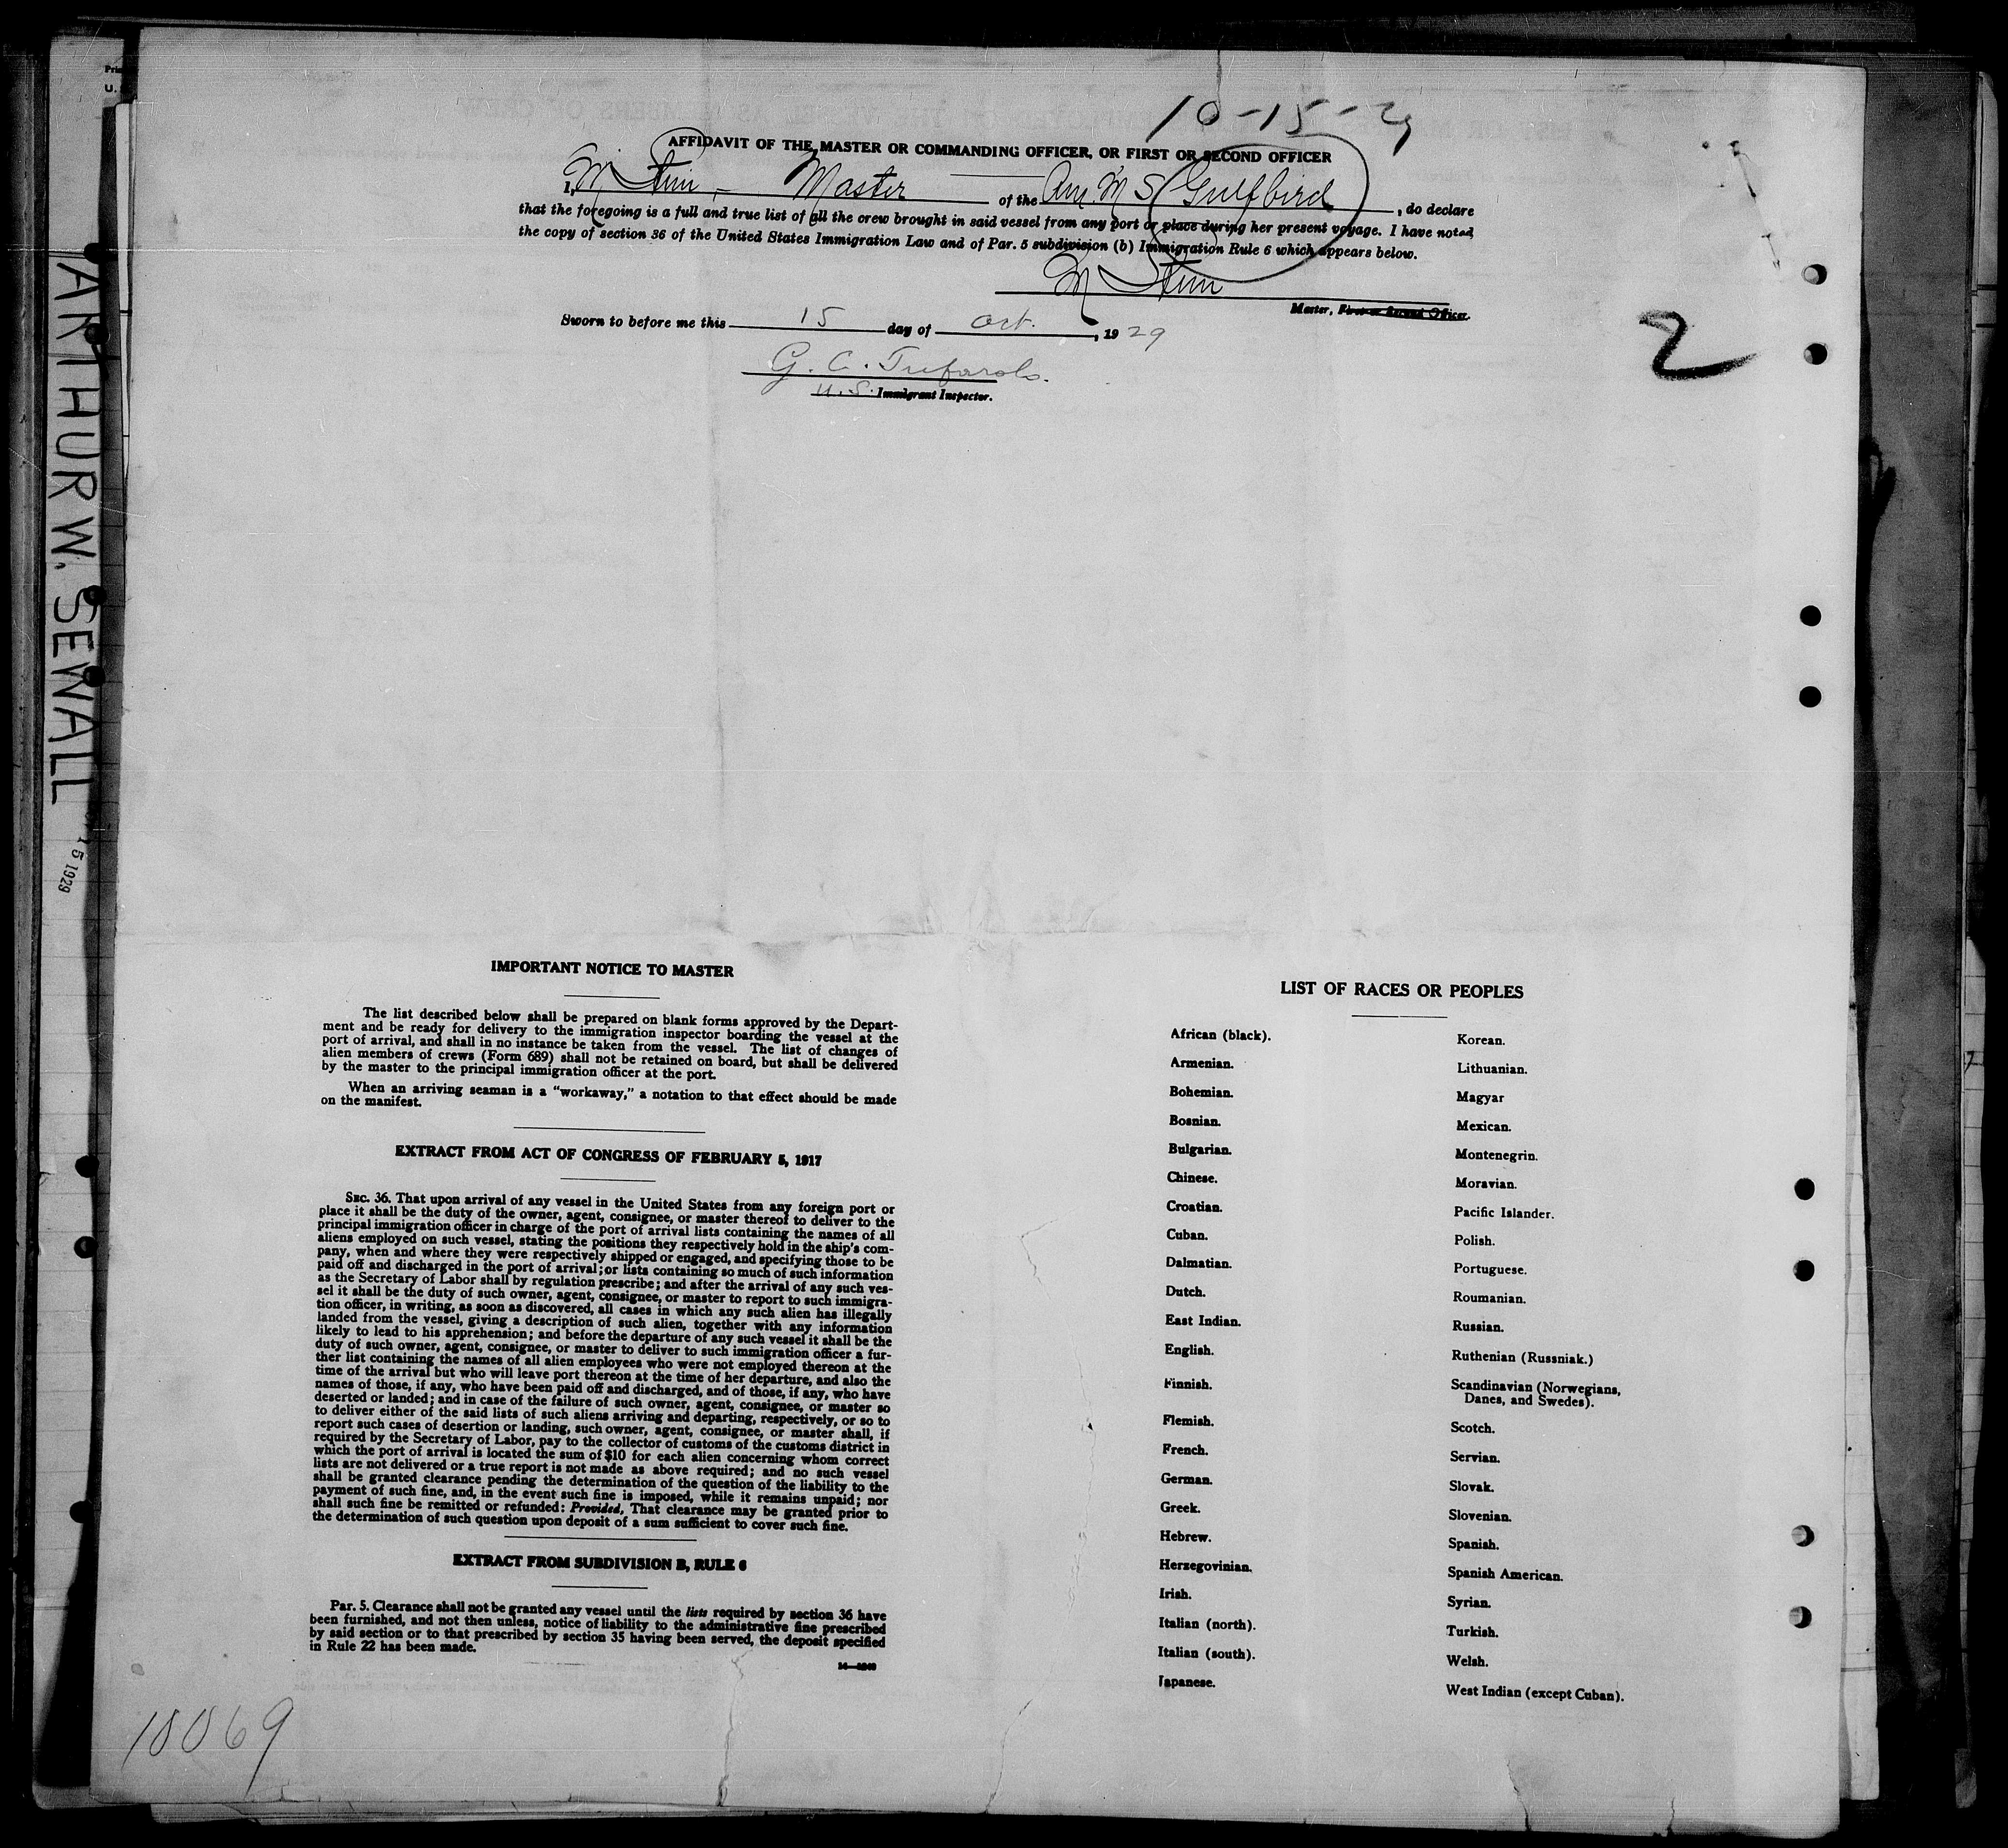 10-15-29
AFFIDAVIT OF THE MASTER OR COMMANDING OFFICER, OR FIRST OR SECOND OFFICER
I, M Stim, - Master of the Am. M S Gulfbird, do declare
that the foregoing is a full and true list of all the crew brought in said vessel from any port or place during her present voyage. I have noted
the copy of section 36 of the United States Immigration Law and of Par. 5 subdivision (b) Immigration Rule 6 which appears below.
M Stim
Master, First or Second Officer.
Sworn to before me this 15 day of Oct., 19 29
2
G. C.
U. S. Immigrant Inspector.
ARTHUR W. SEWALL
15 1929
IMPORTANT NOTICE TO MASTER
The list described below shall be prepared on blank forms approved by the Depart-
ment and be ready for delivery to the immigration inspector boarding the vessel at the
port of arrival, and shall in no instance be taken from the vessel. The list of changes of
alien members of crews (Form 689) shall not be retained on board, but shall be delivered
by the master to the principal immigration officer at the port.
When an arriving seaman is a "workaway," a notation to that effect should be made
on the manifest.
EXTRACT FROM ACT OF CONGRESS OF FEBRUARY 5, 1917
SEC. 36. That upon arrival of any vessel in the United States from any foreign port or
place it shall be the duty of the owner, agent, consignee, or master thereof to deliver to the
principal immigration officer in charge of the port of arrival lists containing the names of all
aliens employed on such vessel, stating the positions they respectively hold in the ship's com-
pany, when and where they were respectively shipped or engaged, and specifying those to be
paid off and discharged in the port of arrival; or lists containing so much of such information
as the Secretary of Labor shall by regulation prescribe; and after the arrival of any such ves-
sel it shall be the duty of such owner, agent, consignee, or master to report to such immigra-
tion officer, in writing, as soon as discovered, all cases in which any such alien has illegally
landed from the vessel, giving a description of such alien, together with any information
likely to lead to his apprehension; and before the departure of any such vessel it shall be the
duty of such owner, agent, consignee, or master to deliver to such immigration officer a fur-
ther list containing the names of all alien employees who were not employed thereon at the
time of the arrival but who will leave port thereon at the time of her departure, and also the
names of those, if any, who have been paid off and discharged, and of those, if any, who have
deserted or landed; and in case of the failure of such owner, agent, consignee, or master so
to deliver either of the said lists of such aliens arriving and departing, respectively, or so to
report such cases of desertion or landing, such owner, agent, consignee, or master shall, if
required by the Secretary of Labor, pay to the collector of customs of the customs district in
which the port of arrival is located the sum of $10 for each alien concerning whom correct
lists are not delivered or a true report is not made as above required; and no such vessel
shall be granted clearance pending the determination of the question of the liability to the
payment of such fine, and, in the event such fine is imposed, while it remains unpaid; nor
shall such fine be remitted or refunded: Provided, That clearance may be granted prior to
the determination of such question upon deposit of a sum sufficient to cover such fine.
EXTRACT FROM SUBDIVISION B, RULE 6
Par. 5. Clearance shall not be granted any vessel until the lists required by section 36 have
been furnished, and not then unless, notice of liability to the administrative fine prescribed
by said section or to that prescribed by section 35 having been served, the deposit specified
in Rule 22 has been made.
10069
LIST OF RACES OR PEOPLES
African (black).
Armenian.
Bohemian.
Bosnian.
Bulgarian.
Chinese.
Croatian.
Cuban.
Dalmatian.
Dutch.
East Indian.
English.
Finnish.
Flemish.
French.
German.
Greek.
Hebrew.
Herzegovinian.
Irish.
Italian (north).
Italian (south).
Japanese.
Korean.
Lithuanian.
Magyar
Mexican.
Montenegrin.
Moravian.
Pacific Islander.
Polish.
Portuguese.
Roumanian.
Russian.
Ruthenian (Russniak.)
Scandinavian (Norwegians,
Danes, and Swedes).
Scotch.
Servian.
Slovak.
Slovenian.
Spanish.
Spanish American.
Syrian.
Turkish.
Welsh.
West Indian (except Cuban).